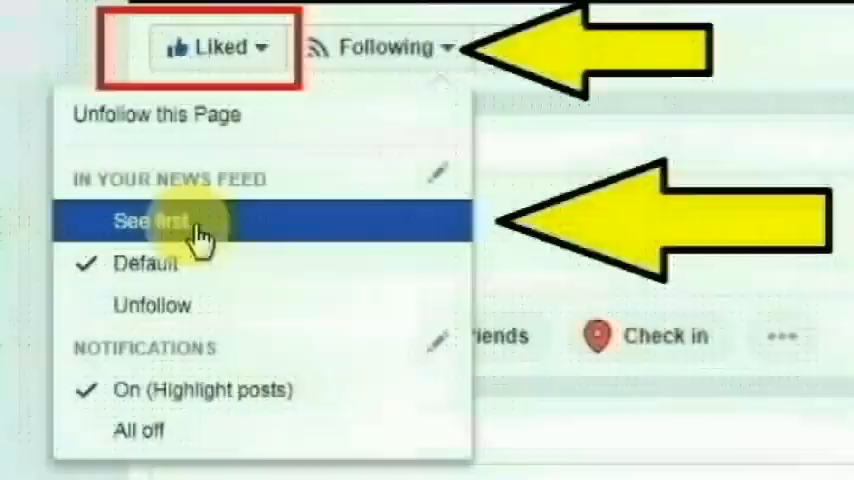 Liked Following
Unfollow this Page
IN YOUR NEWS FEED
See first
Default
Unfollow
riends Check in
NOTIFICATIONS
On (Highlight posts)
All off